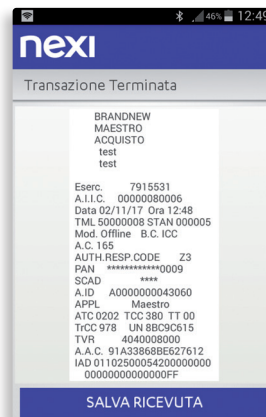 46% 12:49
nexi
Transazione Terminata
BRANDNEW
MAESTRO
ACQUISTO
test
test
Eserc. 7915531
A.I.I.C. 00000080006
Data 02/11/17 Ora 12:48
TML 50000008 STAN 000005
Mod. Offline B.C. ICC
A.C. 165
AUTH.RESP.CODE Z3
PAN ************0009
SCAD ****
A.ID A0000000043060
APPL Maestro
ATC 0202 TCC 380 TT 00
TrCC 978 UN 8BC9C615
TVR 4040008000
A.A.C. 91A33868BE627612
IAD 0110250054200000000
0000000000000FF
SALVA RICEVUTA